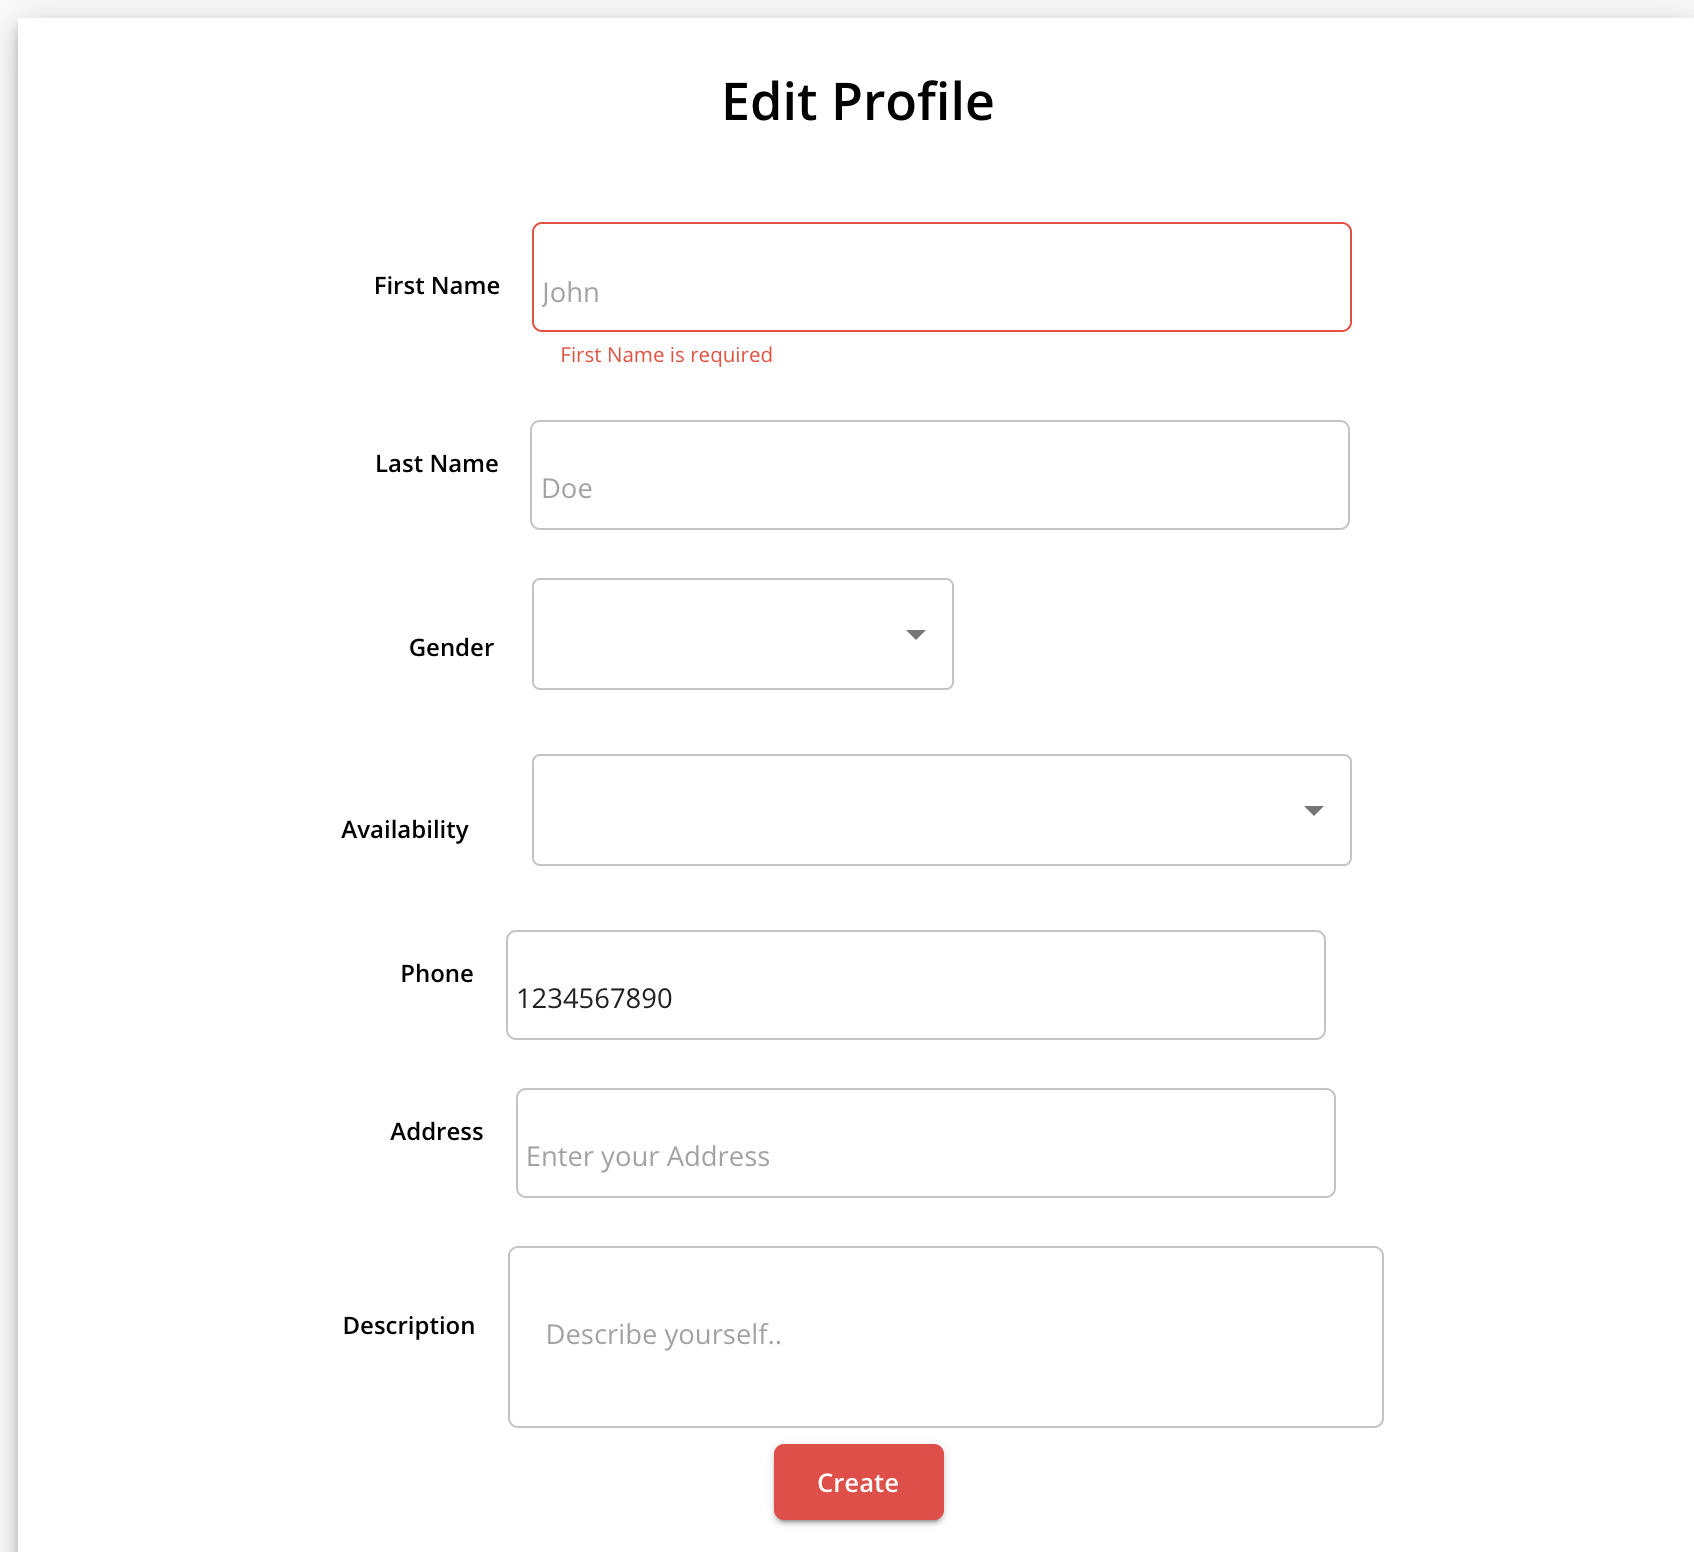 Edit Profile
First Name
John
First Name is required
Last Name
Doe
Gender
Availability
Phone
1234567890
Address
Enter your Address
Description
Describe yourself..
Create